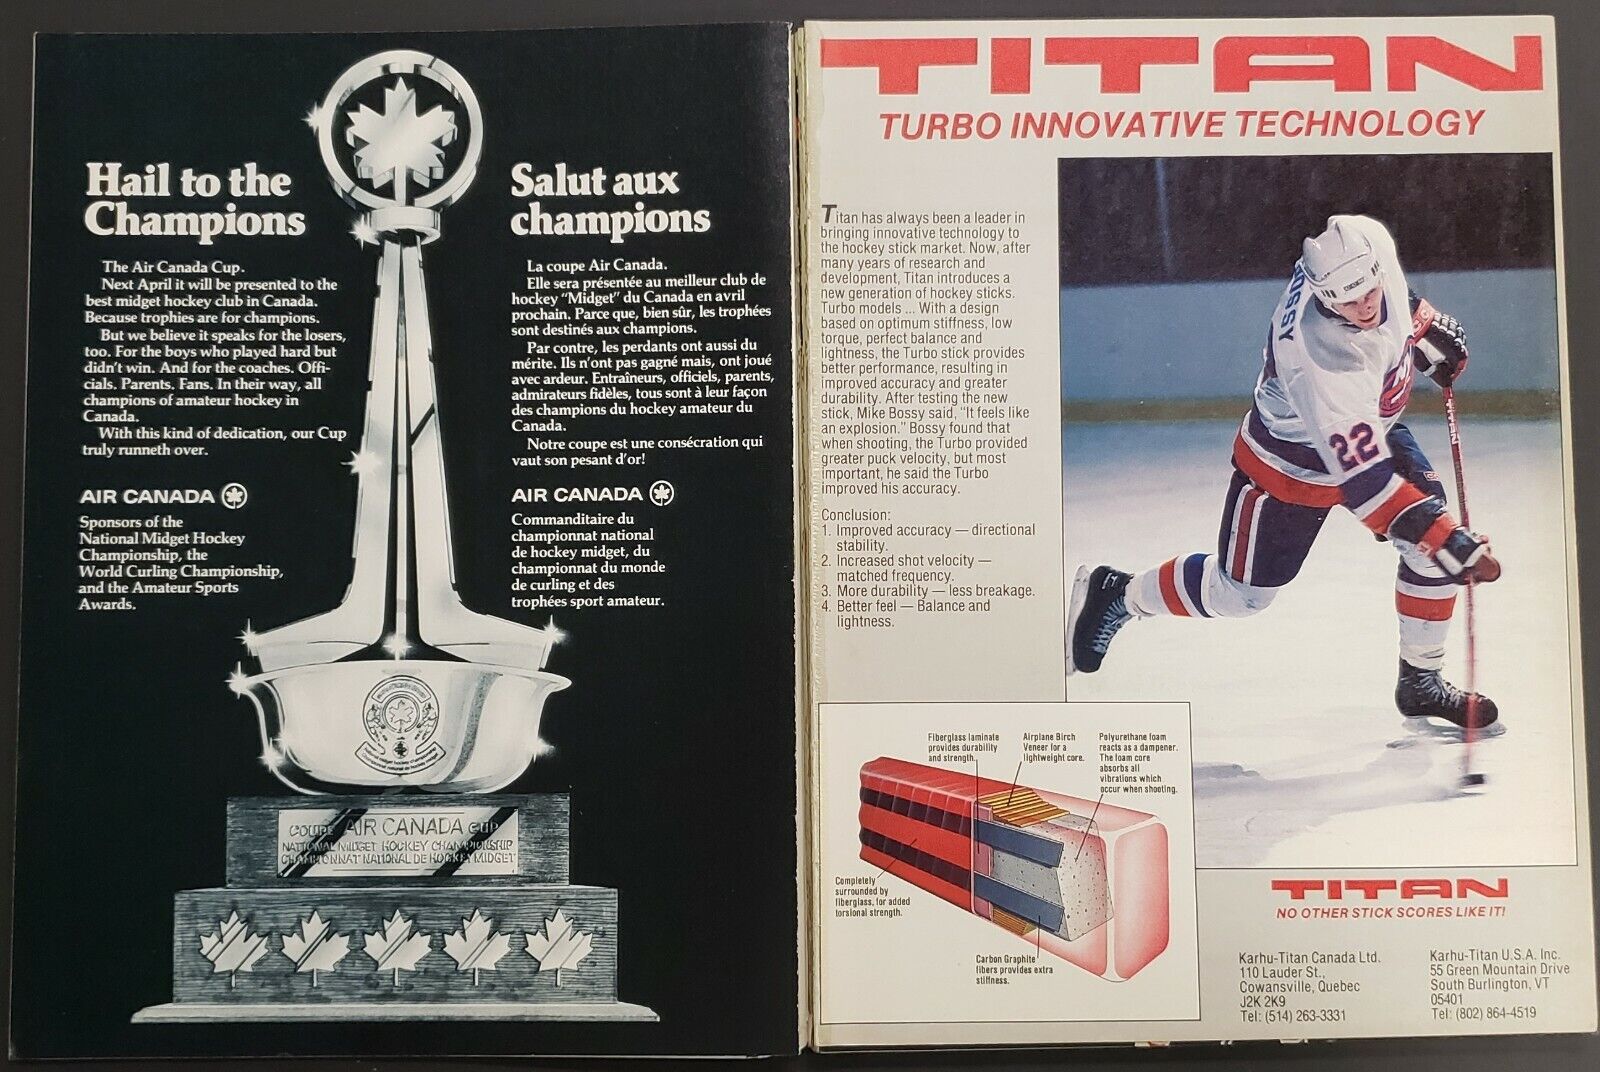 Hail to the
Champions
The Air Canada Cup.
Next April it will be presented to the
best midget hockey club in Canada.
Because trophies are for champions.
But we believe it speaks for the losers,
too. For the boys who played hard but
didn't win. And for the coaches. Offi-
cials. Parents. Fans. In their way, all
champions of amateur hockey in
Canada.
With this kind of dedication, our Cup
truly runneth over.
AIR CANADA
Sponsors of the
National Midget Hockey
Championship, the
World Curling Championship,
and the Amateur Sports
Awards.
Salut aux
champions
La coupe Air Canada.
Elle sera présentée au meilleur club de
hockey "Midget" du Canada en avril
prochain. Parce que, bien sûr, les trophées
sont destinés aux champions.
Par contre, les perdants ont aussi du
mérite. Ils n'ont pas gagné mais, ont joué
avec ardeur. Entraîneurs, officiels, parents,
admirateurs fidèles, tous sont à leur façon
des champions du hockey amateur du
Canada.
Notre coupe est une consécration qui
vaut son pesant d'or!
AIR CANADA
Commanditaire du
championnat national
de hockey midget, du
championnat du monde
de curling et des
trophées sport amateur.
COUPE AIR CANADA CUP
NATIONAL MIDGET HOCKEY CHAMPIONSHIP
CHAMPIONNAT NATIONAL DE HOCKEY MIDGET
TITAN
TURBO INNOVATIVE TECHNOLOGY
Titan has always been a leader in
bringing innovative technology to
the hockey stick market. Now, after
many years of research and
development, Titan introduces a
new generation of hockey sticks.
Turbo models ... With a design
based on optimum stiffness, low
torque, perfect balance and
lightness, the Turbo stick provides
better performance, resulting in
improved accuracy and greater
durability. After testing the new
stick, Mike Bossy said, "It feels like
an explosion." Bossy found that
when shooting, the Turbo provided
greater puck velocity, but most
important, he said the Turbo
improved his accuracy.
Conclusion:
1. Improved accuracy — directional
stability.
2. Increased shot velocity —
matched frequency.
3. More durability — less breakage.
4. Better feel — Balance and
lightness.
BOSSY
22
TITAN
Fiberglass laminate
provides durability
and strength.
Airplane Birch
Veneer for a
lightweight core.
Polyurethane foam
reacts as a dampener.
The foam core
absorbs all
vibrations which
occur when shooting.
Completely
surrounded by
fiberglass, for added
torsional strength.
Carbon Graphite
fibers provides extra
stiffness.
TITAN
NO OTHER STICK SCORES LIKE IT!
Karhu-Titan Canada Ltd.
110 Lauder St.,
Cowansville, Quebec
J2K 2K9
Tel: (514) 263-3331
Karhu-Titan U.S.A. Inc.
55 Green Mountain Drive
South Burlington, VT
05401
Tel: (802) 864-4519